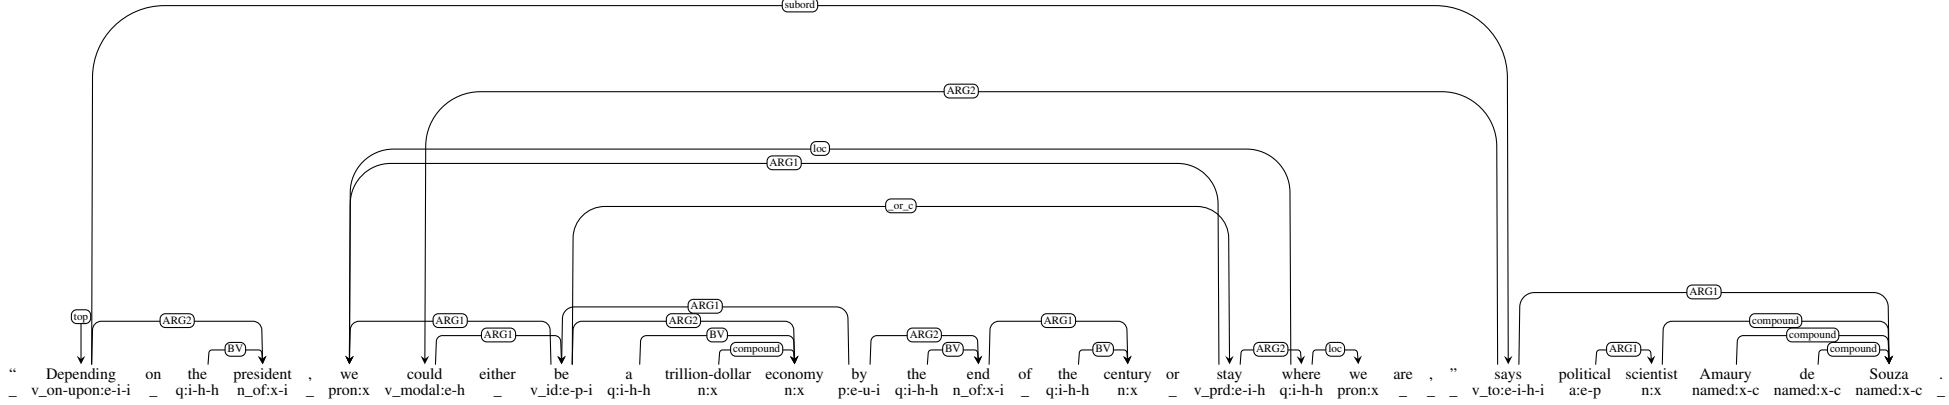 subord
ARG2
loc
ARG1
_or_c
ARG1 ARG1
top ARG2 ARG1 ARG2 ARG1 compound
ARG1 BV ARG2 compound
BV compound BV BV ARG2 loc ARG1 compound
“ Depending on the president , we could either be a trillion-dollar economy by the end of the century or stay where we are , ” says political scientist Amaury de Souza .
_ v_on-upon:e-i-i _ q:i-h-h n_of:x-i _ pron:x v_modal:e-h _ v_id:e-p-i q:i-h-h n:x n:x p:e-u-i q:i-h-h n_of:x-i _ q:i-h-h n:x _ v_prd:e-i-h q:i-h-h pron:x _ _ _ v_to:e-i-h-i a:e-p n:x named:x-c named:x-c named:x-c _